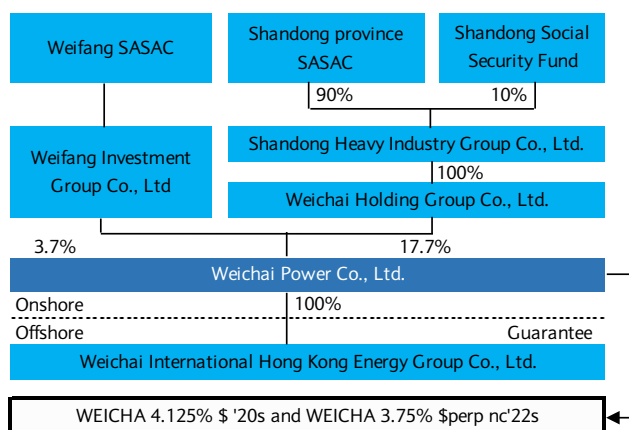 Weifang SASAC
Shandong province
SASAC
Shandong Social
Security Fund
90%
10%
Weifang Investment
Group Co., Ltd
Shandong Heavy Industry Group Co., Ltd.
100%
Weichai Holding Group Co., Ltd.
3.7%
17.7%
Weichai Power Co., Ltd.
Onshore
100%
Offshore
Guarantee
Weichai International Hong Kong Energy Group Co., Ltd.
WEICHA 4.125% $ '20s and WEICHA 3.75% $perp nc'22s